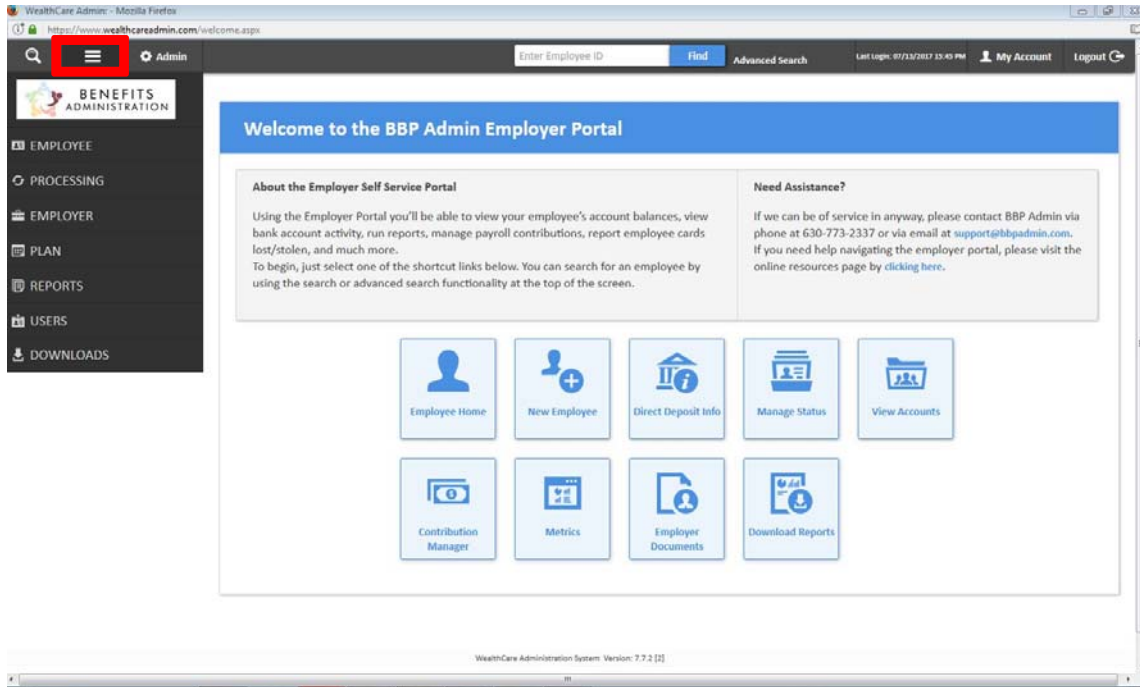 WealthCare Admin: - Mozilla Firefox
https://www.wealthcareadmin.com/welcome.aspx
Admin
Enter Employee ID
Find
Advanced Search
Last Login: 07/13/2017 15:45 PM
My Account
Logout
BENEFITS
ADMINISTRATION
EMPLOYEE
PROCESSING
EMPLOYER
PLAN
REPORTS
USERS
DOWNLOADS
Welcome to the BBP Admin Employer Portal
About the Employer Self Service Portal
Using the Employer Portal you'll be able to view your employee's account balances, view
bank account activity, run reports, manage payroll contributions, report employee cards
lost/stolen, and much more.
To begin, just select one of the shortcut links below. You can search for an employee by
using the search or advanced search functionality at the top of the screen.
Need Assistance?
If we can be of service in anyway, please contact BBP Admin via
phone at 630-773-2337 or via email at support@bbpadmin.com.
If you need help navigating the employer portal, please visit the
online resources page by clicking here.
Employee Home
New Employee
Direct Deposit Info
Manage Status
View Accounts
Contribution
Manager
Metrics
Employer
Documents
Download Reports
WealthCare Administration System Version: 7.7.2 [2]